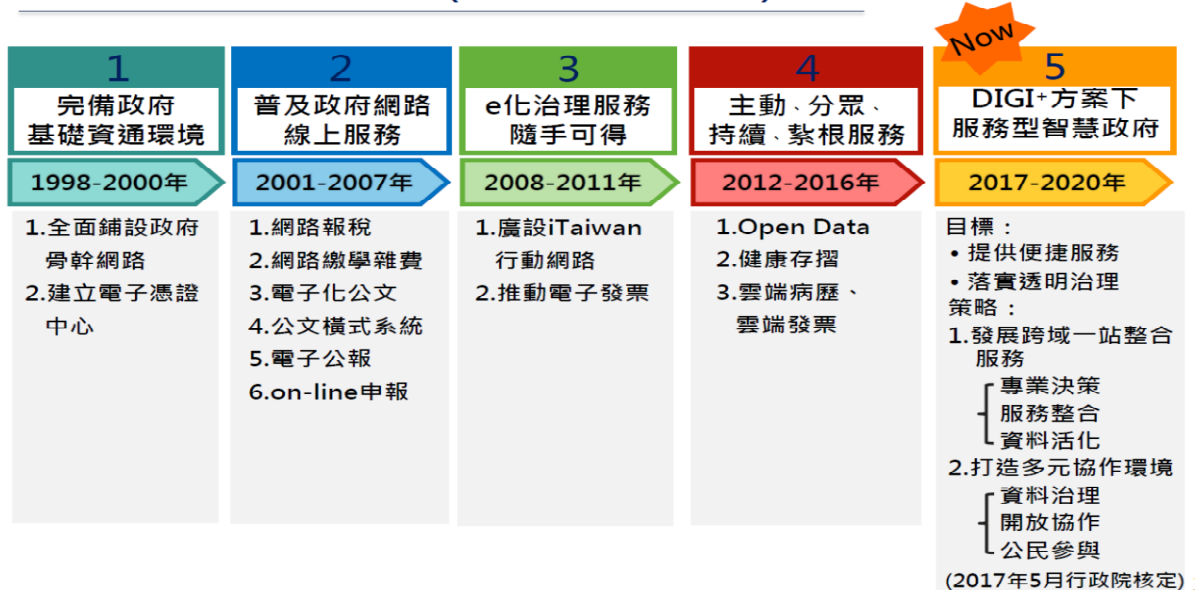 Now
1
完備政府
基礎資通環境
1998-2000年
1.全面鋪設政府
骨幹網路
2.建立電子憑證
中心
2
普及政府網路
線上服務
2001-2007年
1.網路報稅
2.網路繳學雜費
3.電子化公文
4.公文橫式系統
5.電子公報
6.on-line申報
3
e化治理服務
隨手可得
2008-2011年
1.廣設iTaiwan
行動網路
2.推動電子發票
4
主動、分眾、
持續、紮根服務
2012-2016年
1.Open Data
2.健康存摺
3.雲端病歷、
雲端發票
5
DIGI⁺方案下
服務型智慧政府
2017-2020年
目標：
•提供便捷服務
•落實透明治理
策略：
1.發展跨域一站整合
服務
專業決策
服務整合
資料活化
2.打造多元協作環境
資料治理
開放協作
公民參與
(2017年5月行政院核定)